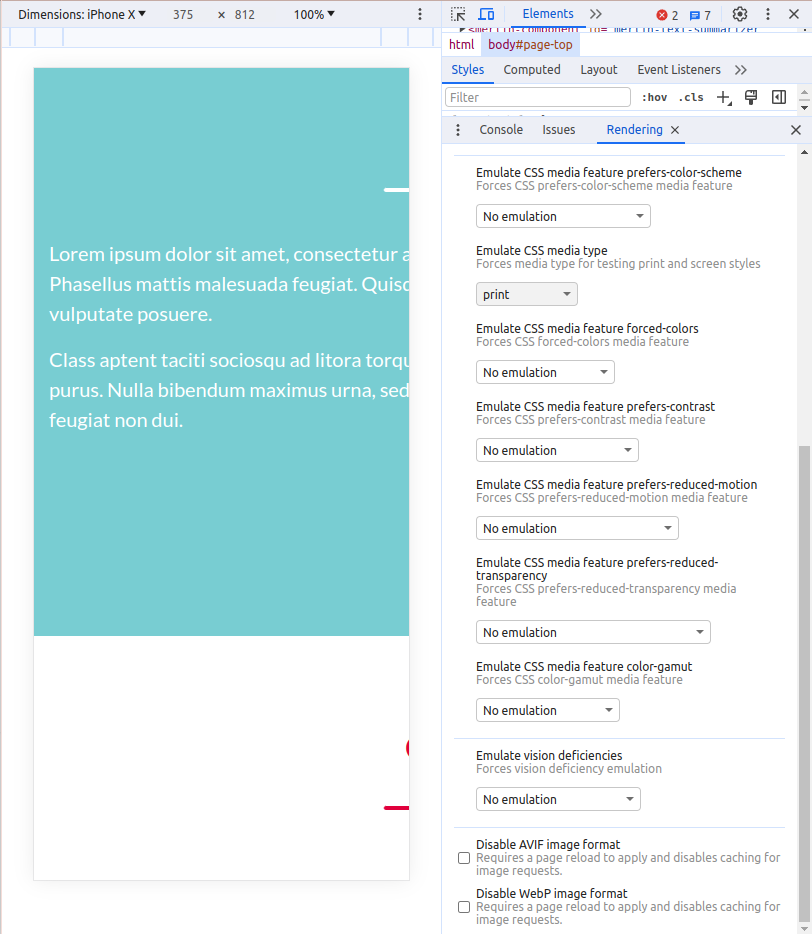 Dimensions: iPhone X 375 × 812 100%
Elements 2 7
<merlin-component id="merlin-text-summarizer
html body#page-top
Styles Computed Layout Event Listeners
Filter :hov .cls
Console Issues Rendering
Lorem ipsum dolor sit amet, consectetur a
Phasellus mattis malesuada feugiat. Quisc
vulputate posuere.
Class aptent taciti sociosqu ad litora torqu
purus. Nulla bibendum maximus urna, sed
feugiat non dui.
Emulate CSS media feature prefers-color-scheme
Forces CSS prefers-color-scheme media feature
No emulation
Emulate CSS media type
Forces media type for testing print and screen styles
print
Emulate CSS media feature forced-colors
Forces CSS forced-colors media feature
No emulation
Emulate CSS media feature prefers-contrast
Forces CSS prefers-contrast media feature
No emulation
Emulate CSS media feature prefers-reduced-motion
Forces CSS prefers-reduced-motion media feature
No emulation
Emulate CSS media feature prefers-reduced-
transparency
Forces CSS prefers-reduced-transparency media
feature
No emulation
Emulate CSS media feature color-gamut
Forces CSS color-gamut media feature
No emulation
Emulate vision deficiencies
Forces vision deficiency emulation
No emulation
Disable AVIF image format
Requires a page reload to apply and disables caching for
image requests.
Disable WebP image format
Requires a page reload to apply and disables caching for
image requests.